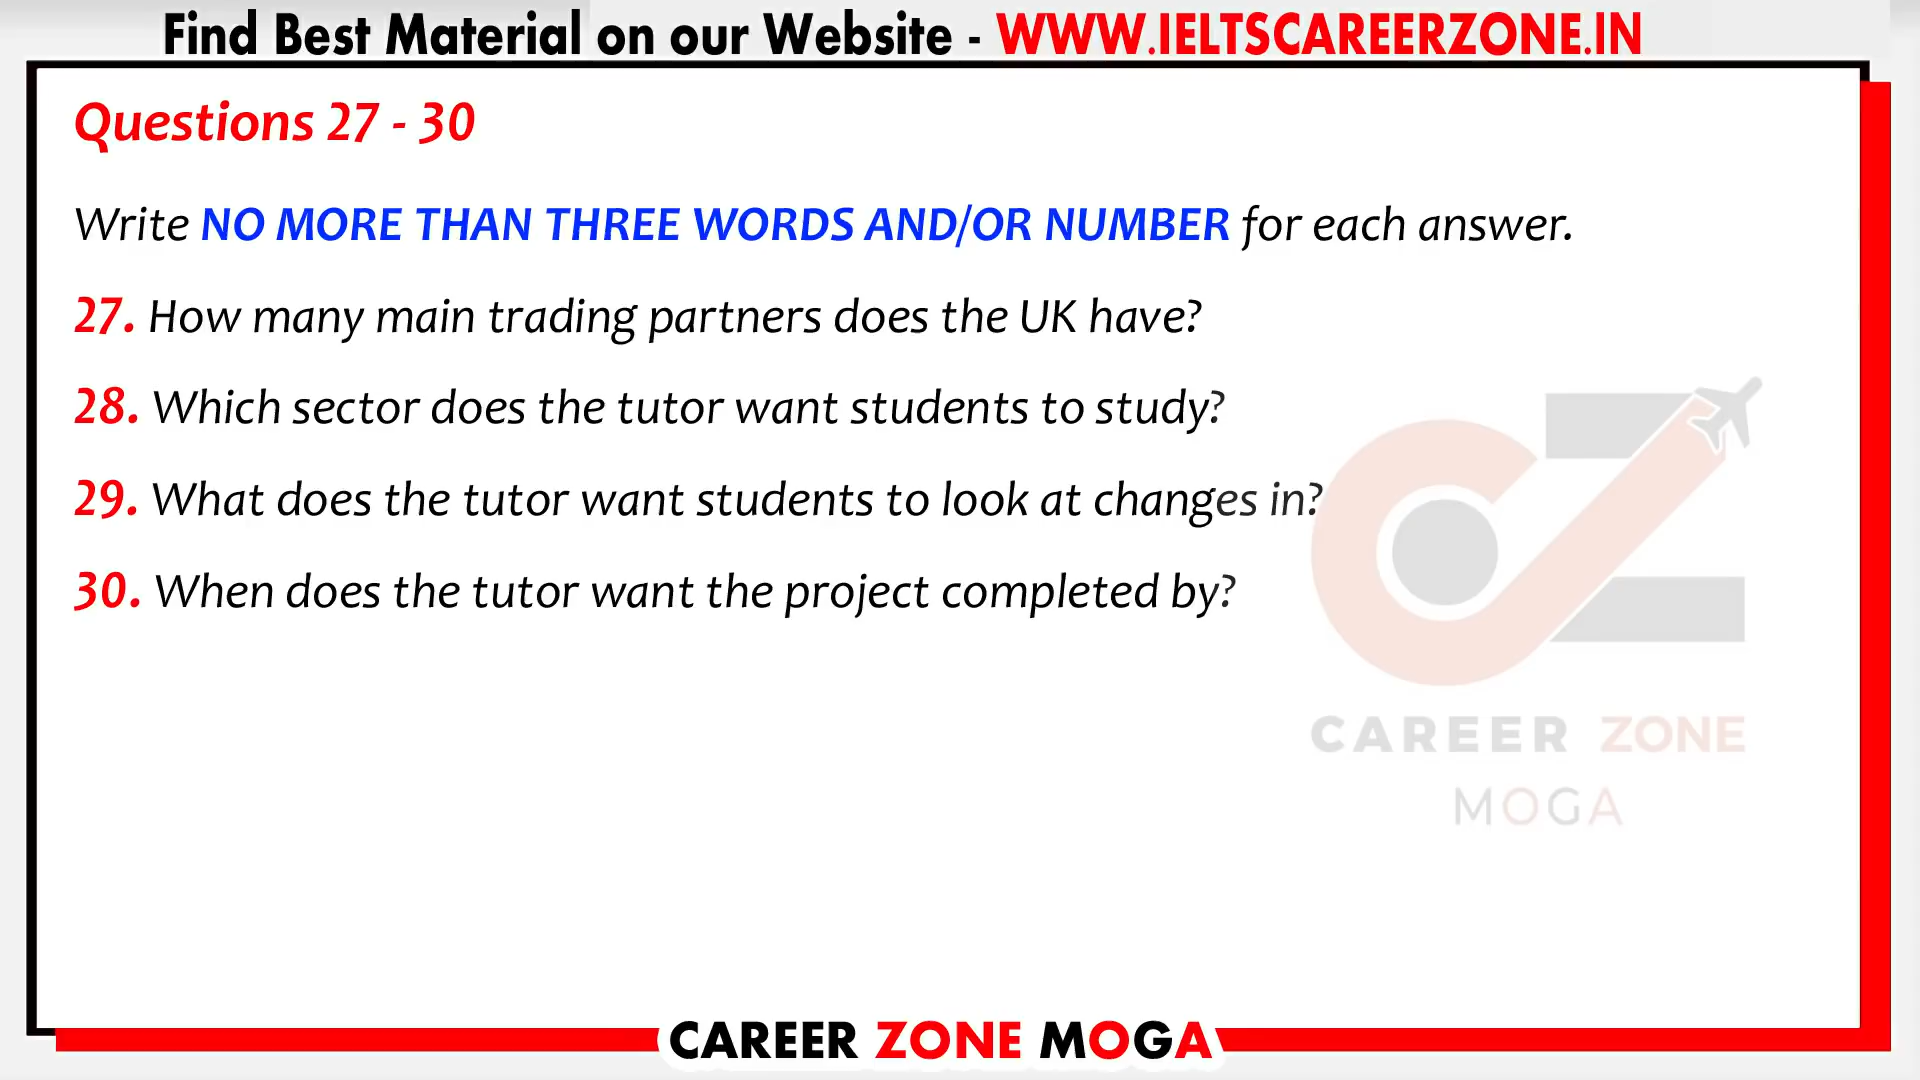 Find Best Material on our Website - WWW.IELTSCAREERZONE.IN
Questions 27 - 30
Write NO MORE THAN THREE WORDS AND/OR NUMBER for each answer.
27. How many main trading partners does the UK have?
28. Which sector does the tutor want students to study?
29. What does the tutor want students to look at changes in?
30. When does the tutor want the project completed by?
CAREER ZONE
MOGA
CAREER ZONE MOGA